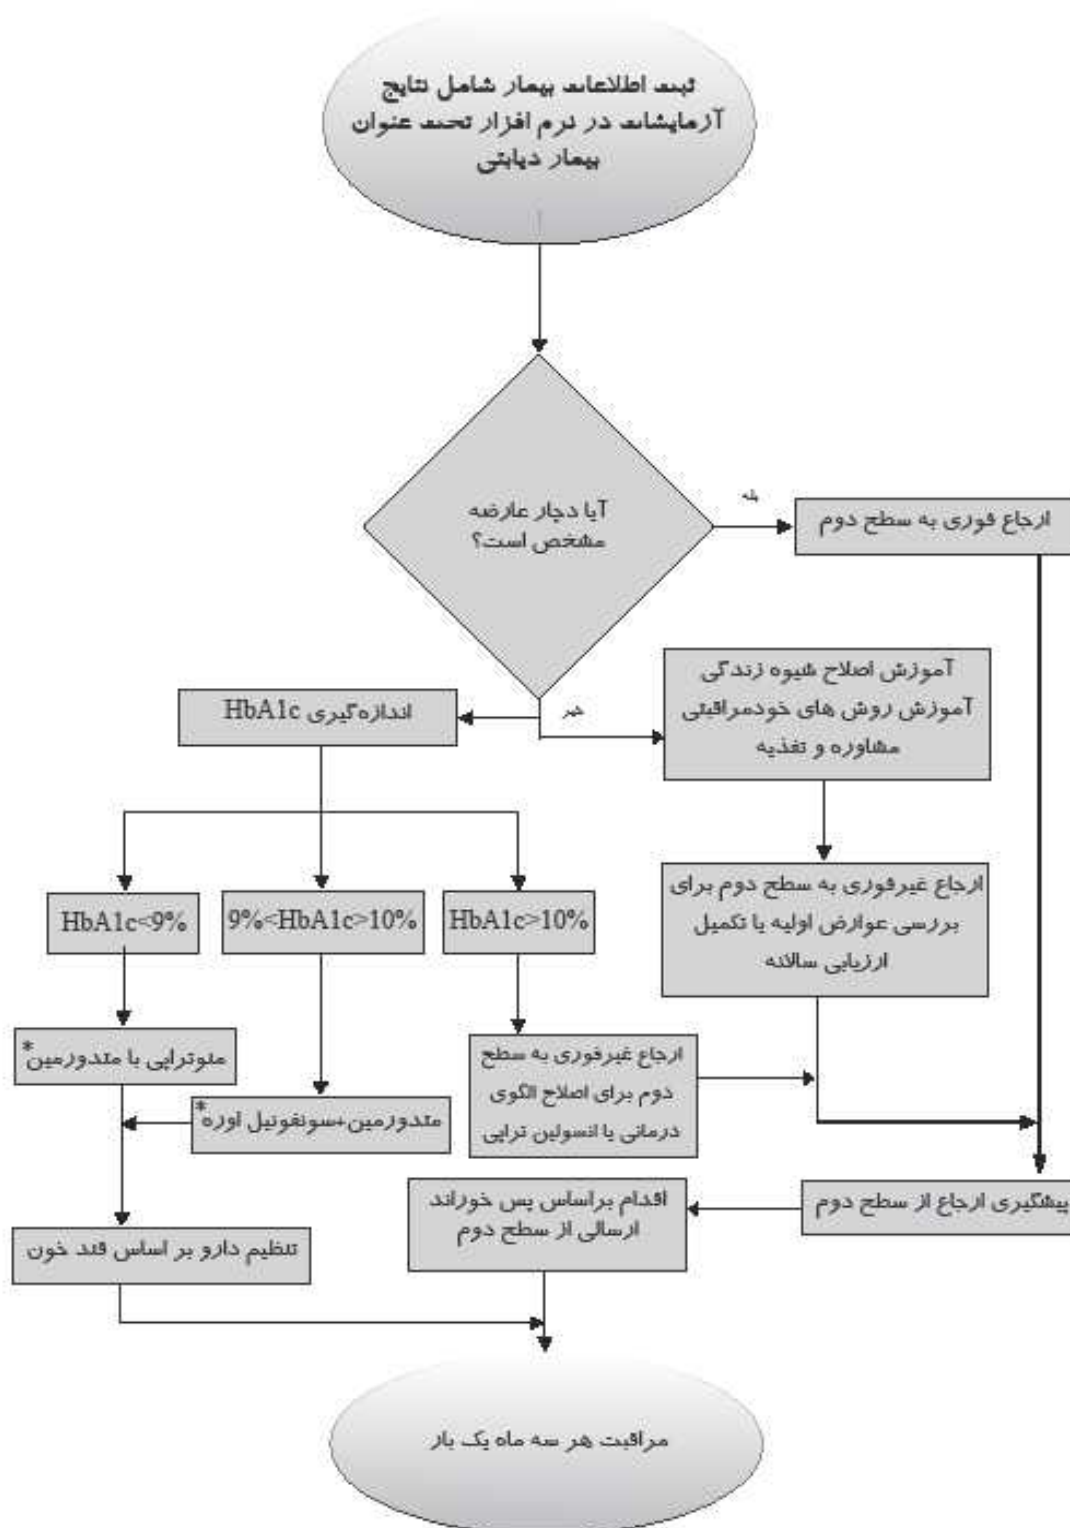 ثبت اطلاعات بیمار شامل نتایج
آزمایشات در نرم افزار تحت عنوان
بیمار دیابتی
آیا دچار عارضه
مشخص است؟
بله
ارجاع فوری به سطح دوم
خیر
آموزش اصلاح شیوه زندگی
آموزش روش های خودمراقبتی
مشاوره و تغذیه
اندازه‌گیری HbA1c
ارجاع غیرفوری به سطح دوم برای
بررسی عوارض اولیه یا تکمیل
ارزیابی سالانه
HbA1c>10%
9%<HbA1c>10%
HbA1c<9%
ارجاع غیرفوری به سطح
دوم برای اصلاح الگوی
درمانی یا انسولین تراپی
منوتراپی با متدورمین*
متدورمین+سونفونیل اوره*
پیشگیری ارجاع از سطح دوم
اقدام براساس پس خوراند
ارسالی از سطح دوم
تنظیم دارو بر اساس قند خون
مراقبت هر سه ماه یک بار